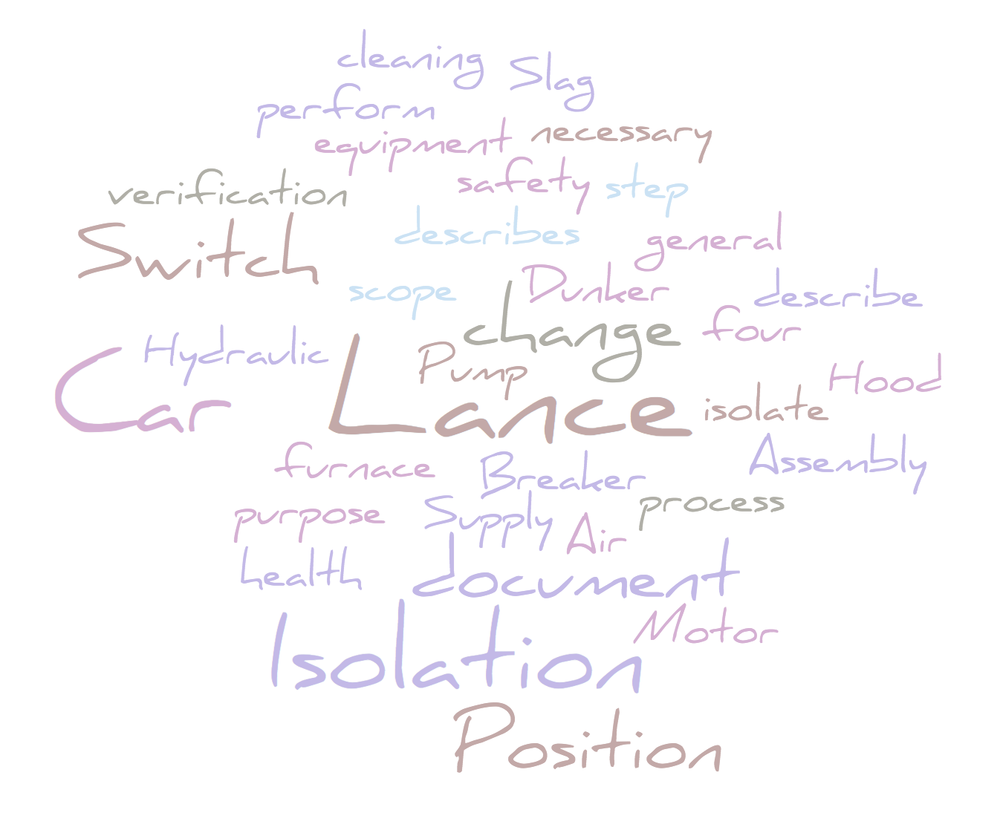 cleaning Slag
perform
equipment necessary
safety step
verification
Switch describes general
scope Dunker describe
change four
Hydraulic Pump Hood
Car Lance isolate
furnace Breaker Assembly
purpose Supply Air process
health document
Motor
Isolation
Position